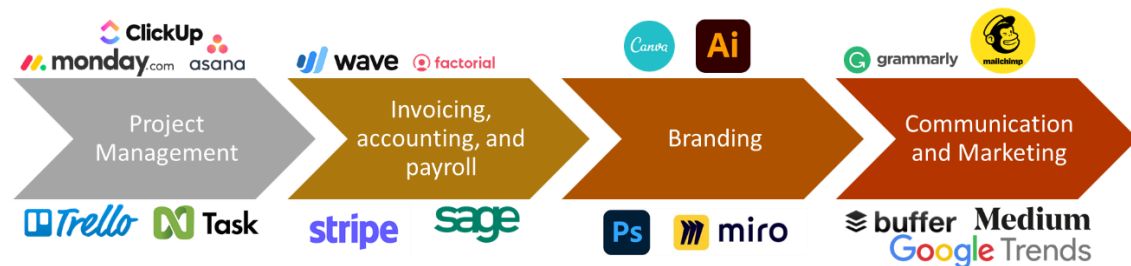 ClickUp
monday.com asana
wave factorial
Canva Ai
grammarly
mailchimp
Project
Management
Invoicing,
accounting, and
payroll
Branding
Communication
and Marketing
Trello Task
stripe sage
Ps miro
buffer Medium
Google Trends